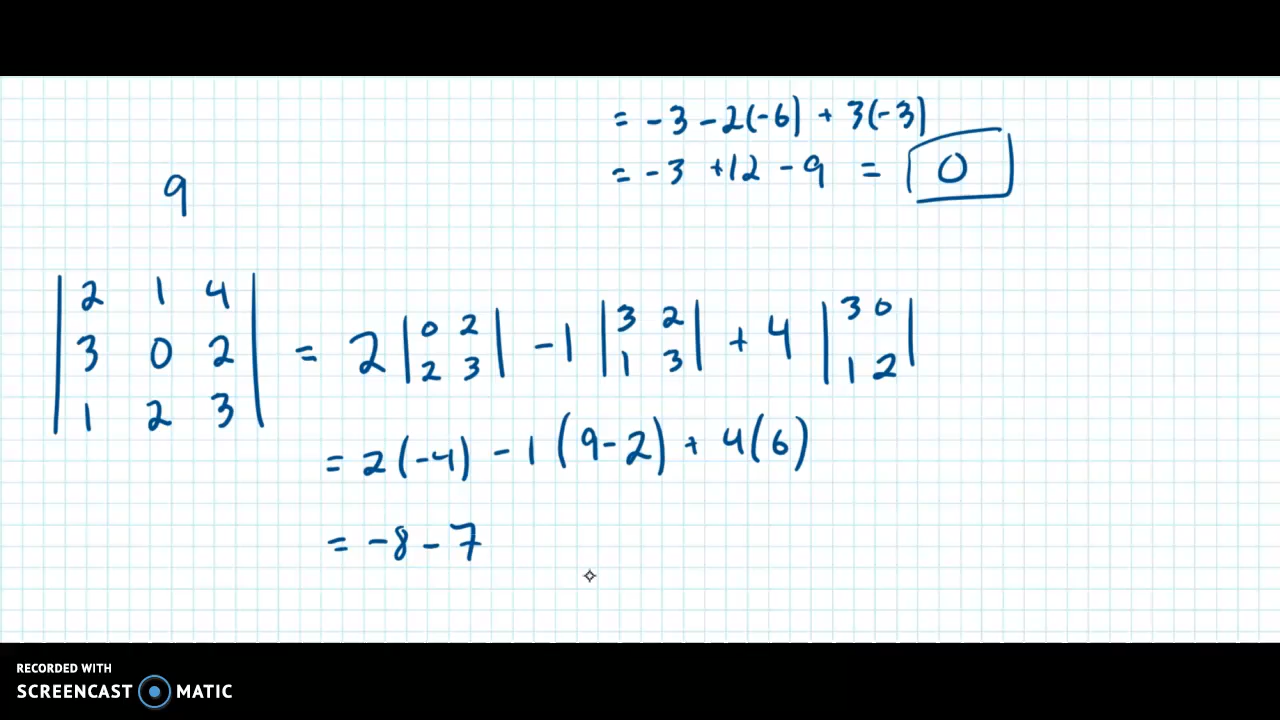 = -3 -2(-6) + 3(-3)
= -3 +12 -9 = 0
9
|2 1 4|
|3 0 2| = 2 |0 2; 2 3| -1 |3 2; 1 3| + 4 |3 0; 1 2|
|1 2 3|
= 2(-4) -1(9-2) + 4(6)
= -8 -7
RECORDED WITH
SCREENCAST MATIC